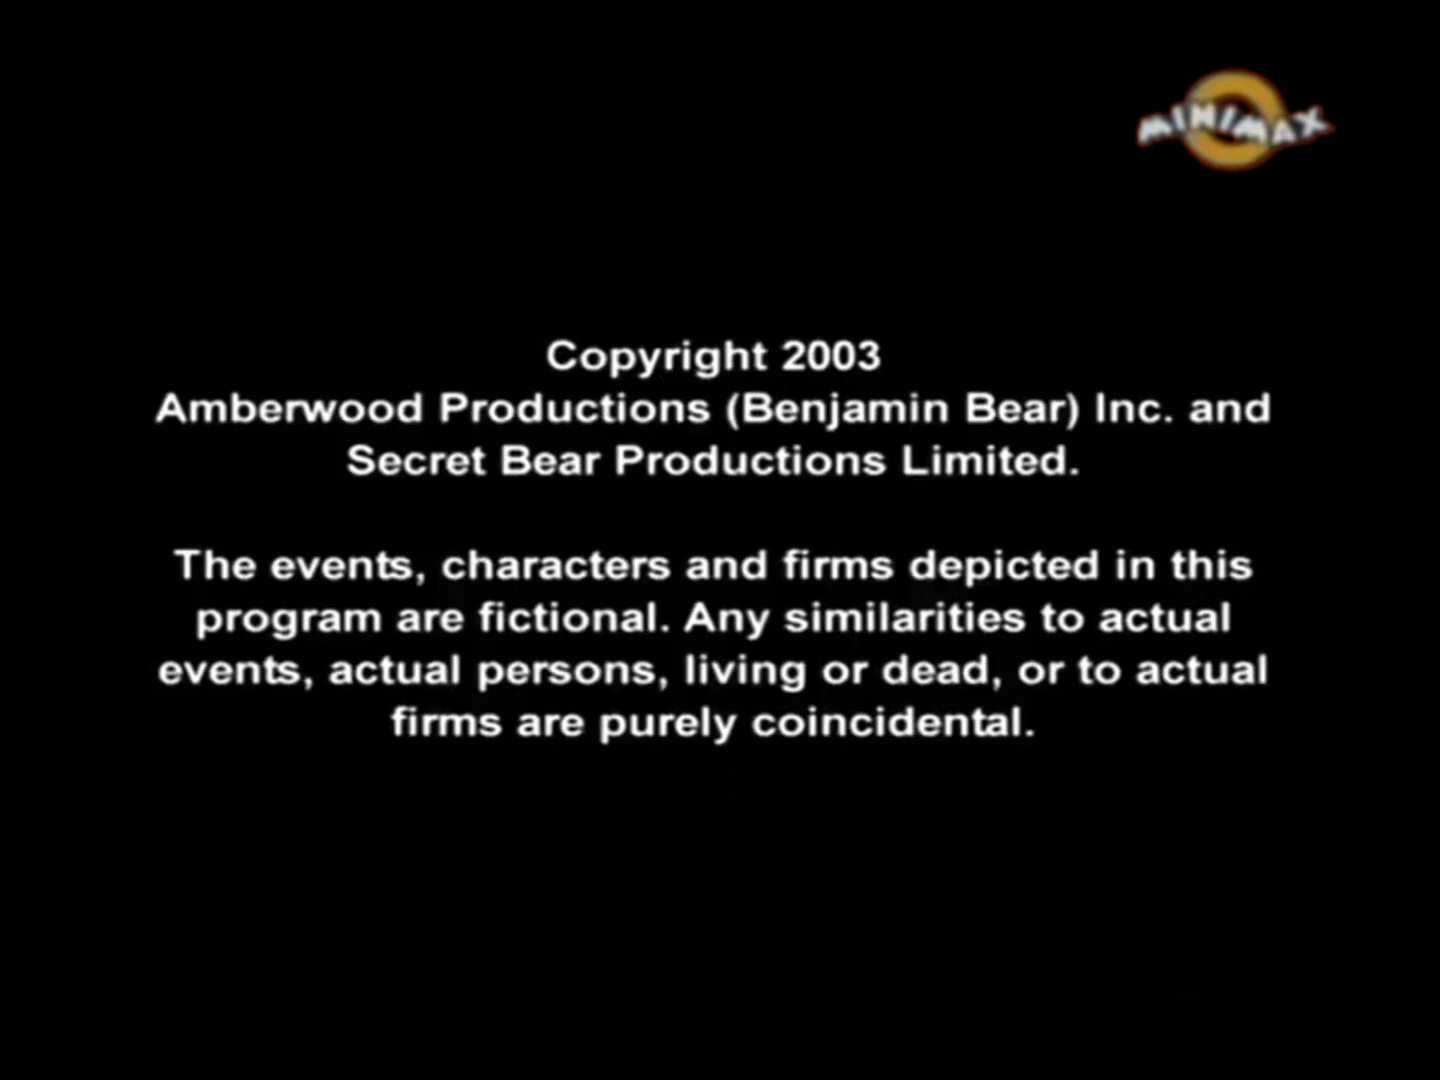 MINIMAX
Copyright 2003
Amberwood Productions (Benjamin Bear) Inc. and
Secret Bear Productions Limited.
The events, characters and firms depicted in this
program are fictional. Any similarities to actual
events, actual persons, living or dead, or to actual
firms are purely coincidental.